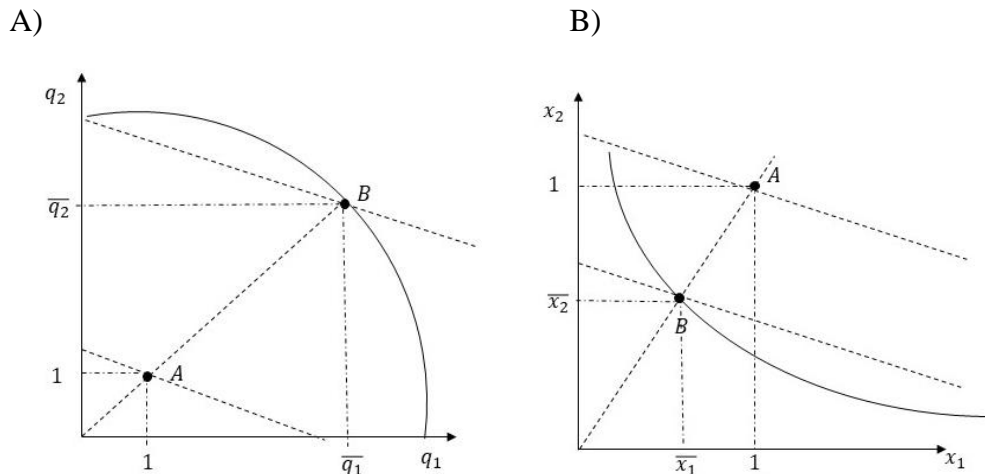 A)
B)
q₂
B
q̅₂
1
A
1
q̅₁
q₁
x₂
1
A
x̅₂
B
x̅₁
1
x₁